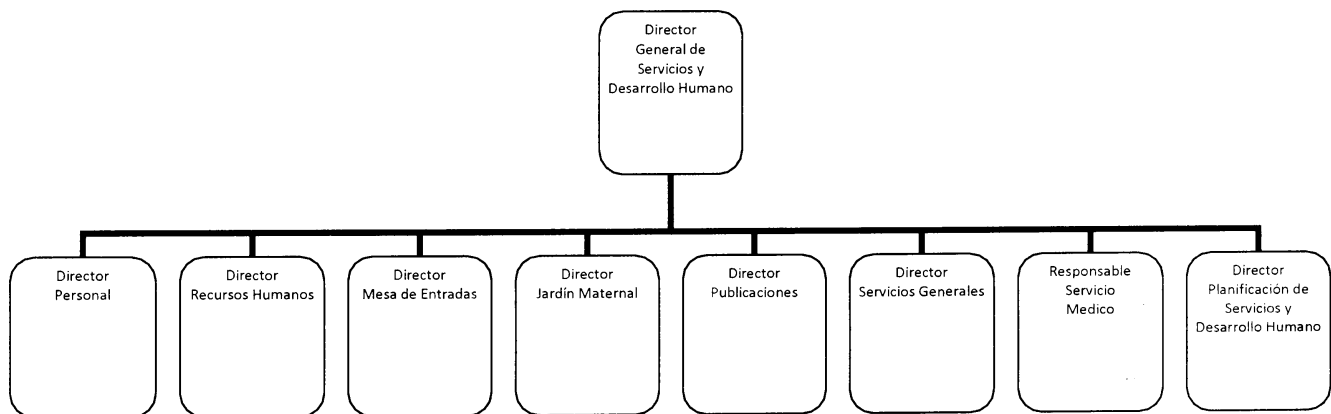 Director
General de
Servicios y
Desarrollo Humano
Director
Personal
Director
Recursos Humanos
Director
Mesa de Entradas
Director
Jardín Maternal
Director
Publicaciones
Director
Servicios Generales
Responsable
Servicio
Medico
Director
Planificación de
Servicios y
Desarrollo Humano